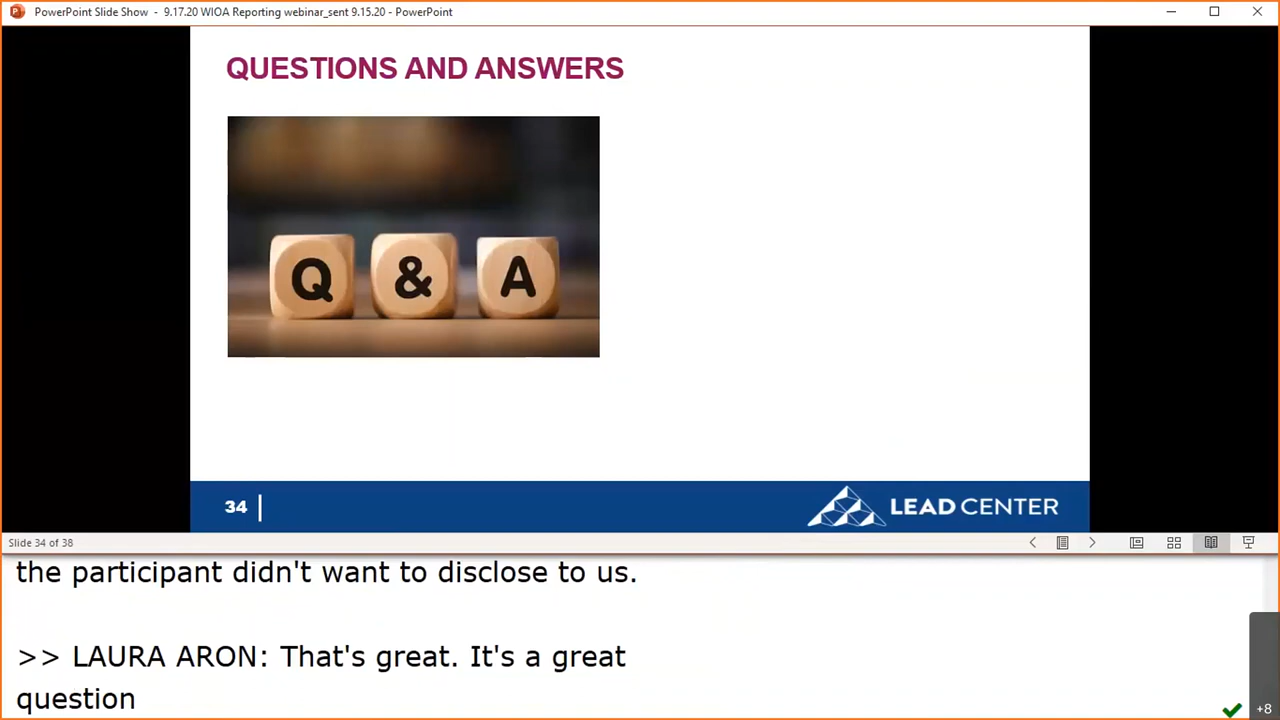 PowerPoint Slide Show - 9.17.20 WIOA Reporting webinar_sent 9.15.20 - PowerPoint
QUESTIONS AND ANSWERS
Q & A
34
LEAD CENTER
Slide 34 of 38
the participant didn't want to disclose to us.
>> LAURA ARON: That's great. It's a great
question
+8